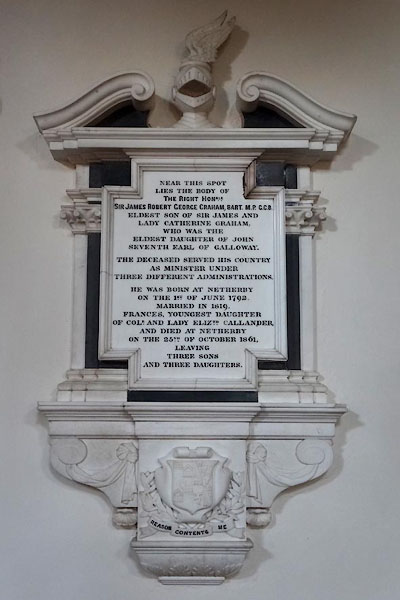 NEAR THIS SPOT
LIES THE BODY OF
THE RIGHT HONBLE
SIR JAMES ROBERT GEORGE GRAHAM, BART. M.P. G.C.B.
ELDEST SON OF SIR JAMES AND
LADY CATHERINE GRAHAM,
WHO WAS THE
ELDEST DAUGHTER OF JOHN
SEVENTH EARL OF GALLOWAY.
THE DECEASED SERVED HIS COUNTRY
AS MINISTER UNDER
THREE DIFFERENT ADMINISTRATIONS.
HE WAS BORN AT NETHERBY
ON THE 1ST OF JUNE 1792.
MARRIED IN 1819.
FRANCES, YOUNGEST DAUGHTER
OF COLL AND LADY ELIZTH CALLANDER,
AND DIED AT NETHERBY
ON THE 25TH OF OCTOBER 1861,
LEAVING
THREE SONS
AND THREE DAUGHTERS.
REASON CONTENTS ME